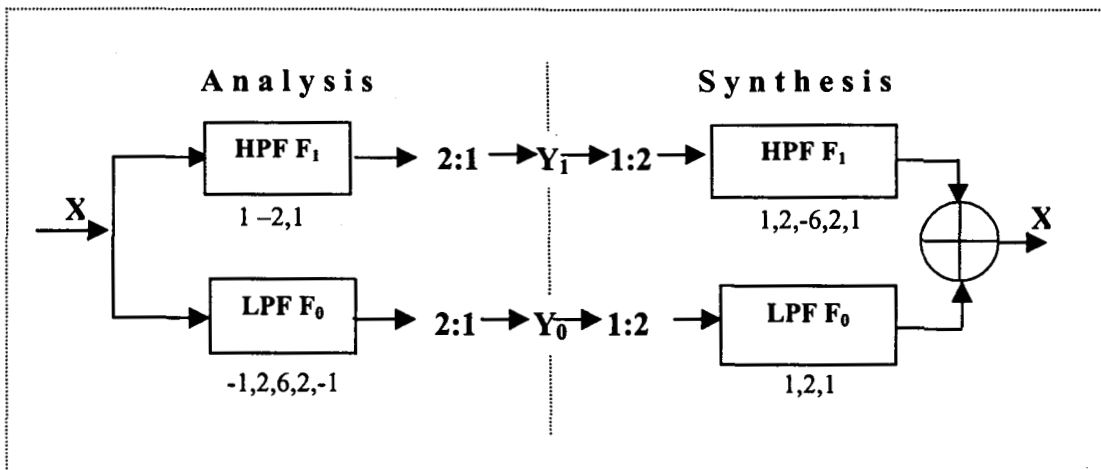 Analysis Synthesis
HPF F₁ HPF F₁
2:1 Y₁ 1:2
1 –2,1 1,2,-6,2,1
X X
LPF F₀ LPF F₀
2:1 Y₀ 1:2
-1,2,6,2,-1 1,2,1